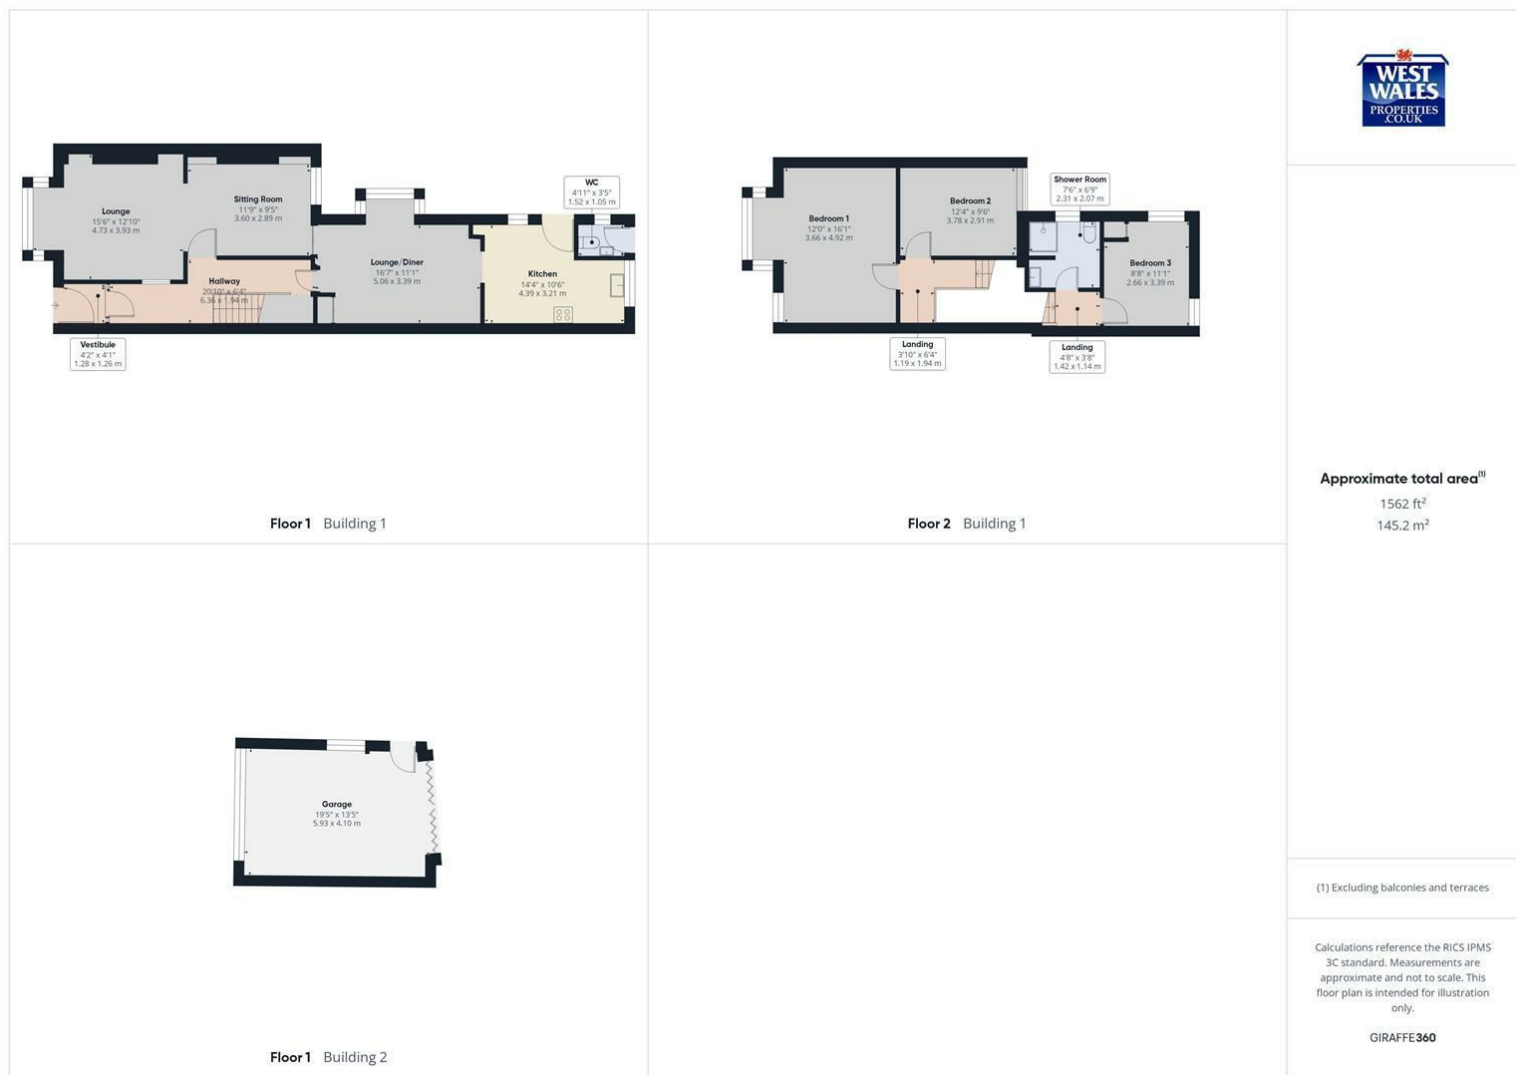 Lounge
15'6" x 12'10"
4.73 x 3.93 m
Sitting Room
11'9" x 9'5"
3.60 x 2.89 m
WC
4'11" x 3'5"
1.52 x 1.05 m
Lounge/Diner
16'7" x 11'1"
5.06 x 3.39 m
Kitchen
14'4" x 10'6"
4.39 x 3.21 m
Hallway
20'10" x 6'4"
6.36 x 1.94 m
Vestibule
4'2" x 4'1"
1.28 x 1.26 m
Floor 1 Building 1
Bedroom 1
12'0" x 16'1"
3.66 x 4.92 m
Bedroom 2
12'4" x 9'6"
3.78 x 2.91 m
Shower Room
7'6" x 6'9"
2.31 x 2.07 m
Bedroom 3
8'8" x 11'1"
2.66 x 3.39 m
Landing
3'10" x 6'4"
1.19 x 1.94 m
Landing
4'8" x 3'8"
1.42 x 1.14 m
Floor 2 Building 1
Garage
19'5" x 13'5"
5.93 x 4.10 m
Floor 1 Building 2
WEST
WALES
PROPERTIES
.CO.UK
Approximate total area(1)
1562 ft²
145.2 m²
(1) Excluding balconies and terraces
Calculations reference the RICS IPMS
3C standard. Measurements are
approximate and not to scale. This
floor plan is intended for illustration
only.
GIRAFFE360